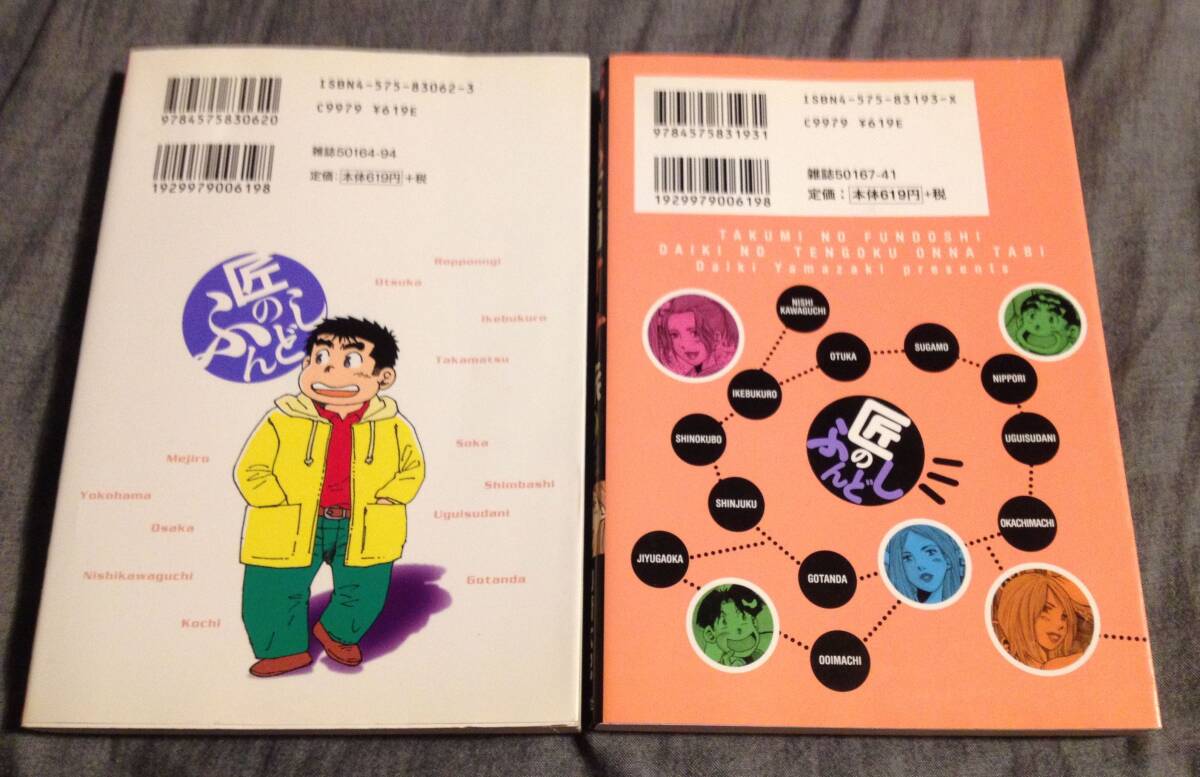 ISBN4-575-83062-3
C9979 ¥619E
9784575830620
雑誌50164-94
定価：本体619円+税
1929979006198
匠の
ふんどし
Roppongi
Otsuka
Ikebukuro
Takamatsu
Soka
Mejiro
Shimbashi
Yokohama
Uguisudani
Osaka
Nishikawaguchi
Gotanda
Kochi
ISBN4-575-83193-X
C9979 ¥619E
9784575831931
雑誌50167-41
定価：本体619円+税
1929979006198
TAKUMI NO FUNDOSHI
DAIKI NO TENGOKU ONNA TABI
Daiki Yamazaki presents
NISHI
KAWAGUCHI
OTUKA
SUGAMO
NIPPORI
IKEBUKURO
SHINOKUBO
匠の
ふんどし
UGUISUDANI
SHINJUKU
OKACHIMACHI
JIYUGAOKA
GOTANDA
OOIMACHI